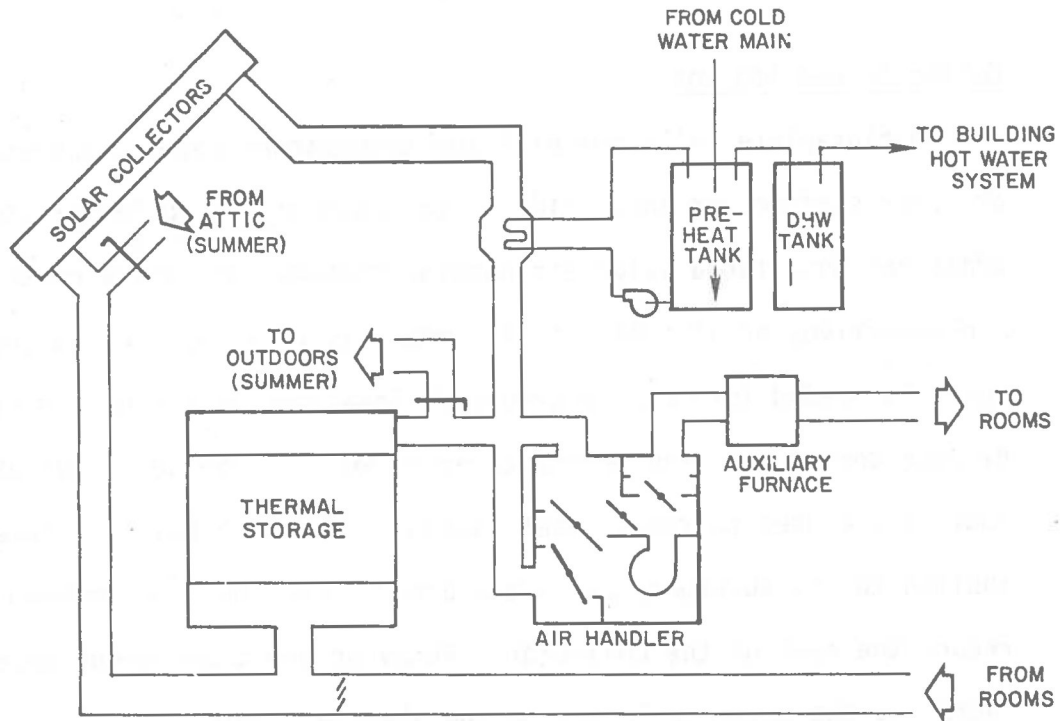 FROM COLD
WATER MAIN
SOLAR COLLECTORS
FROM
ATTIC
(SUMMER)
TO BUILDING
HOT WATER
SYSTEM
PRE-
HEAT
TANK
DHW
TANK
TO
OUTDOORS
(SUMMER)
TO
ROOMS
AUXILIARY
FURNACE
THERMAL
STORAGE
AIR HANDLER
FROM
ROOMS